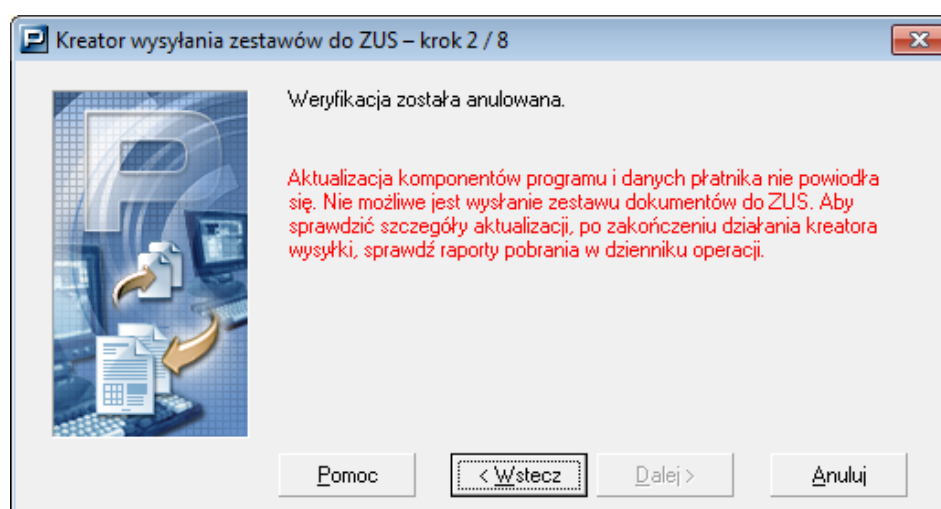 Kreator wysyłania zestawów do ZUS – krok 2 / 8
Weryfikacja została anulowana.
Aktualizacja komponentów programu i danych płatnika nie powiodła
się. Nie możliwe jest wysłanie zestawu dokumentów do ZUS. Aby
sprawdzić szczegóły aktualizacji, po zakończeniu działania kreatora
wysyłki, sprawdź raporty pobrania w dzienniku operacji.
Pomoc
< Wstecz
Dalej >
Anuluj